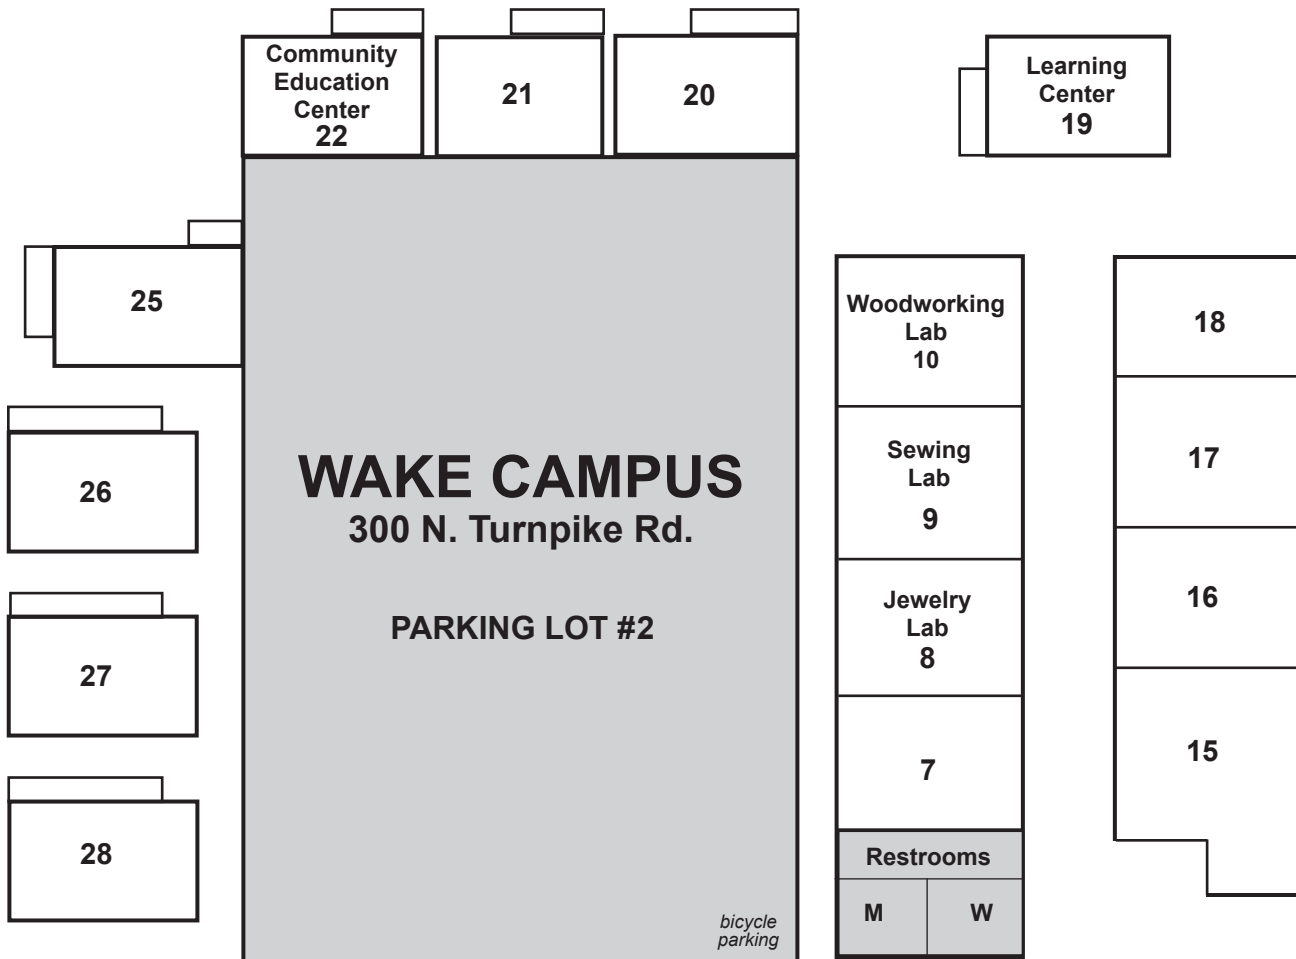 Community
Education
Center
22
21
20
Learning
Center
19
25
26
27
28
WAKE CAMPUS
300 N. Turnpike Rd.
PARKING LOT #2
bicycle
parking
Woodworking
Lab
10
Sewing
Lab
9
Jewelry
Lab
8
7
Restrooms
M W
18
17
16
15